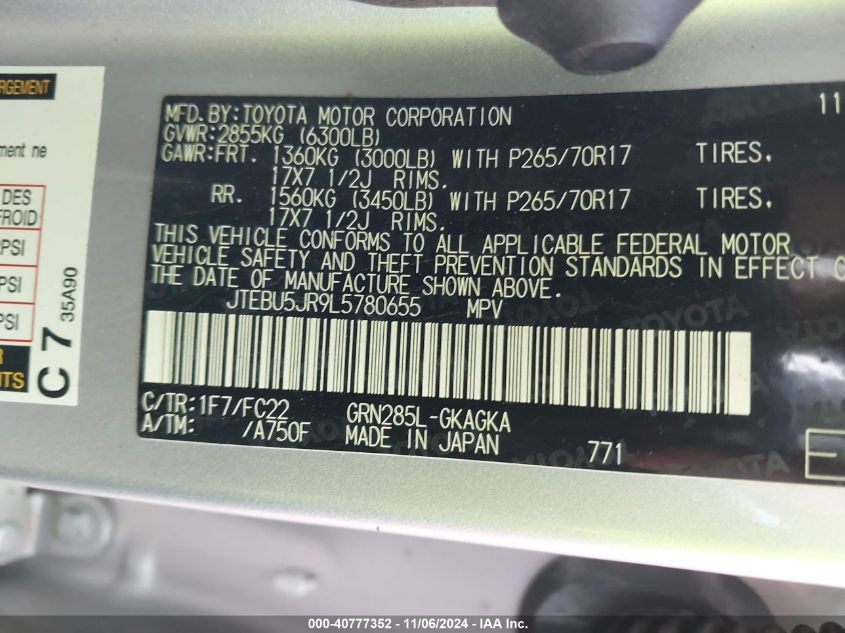 RGEMENT
ment ne
DES
FROID
PSI
PSI
PSI
C 7 35A90
MFD. BY: TOYOTA MOTOR CORPORATION 11
GVWR: 2855KG (6300LB)
GAWR: FRT. 1360KG (3000LB) WITH P265/70R17 TIRES.
17X7 1/2J RIMS.
RR. 1560KG (3450LB) WITH P265/70R17 TIRES.
17X7 1/2J RIMS.
THIS VEHICLE CONFORMS TO ALL APPLICABLE FEDERAL MOTOR
VEHICLE SAFETY AND THEFT PREVENTION STANDARDS IN EFFECT
THE DATE OF MANUFACTURE SHOWN ABOVE.
JTEBU5JR9L5780655 MPV
C/TR: 1F7/FC22 GRN285L-GKAGKA
A/TM: /A750F MADE IN JAPAN 771
000-40777352 - 11/06/2024 - IAA Inc.